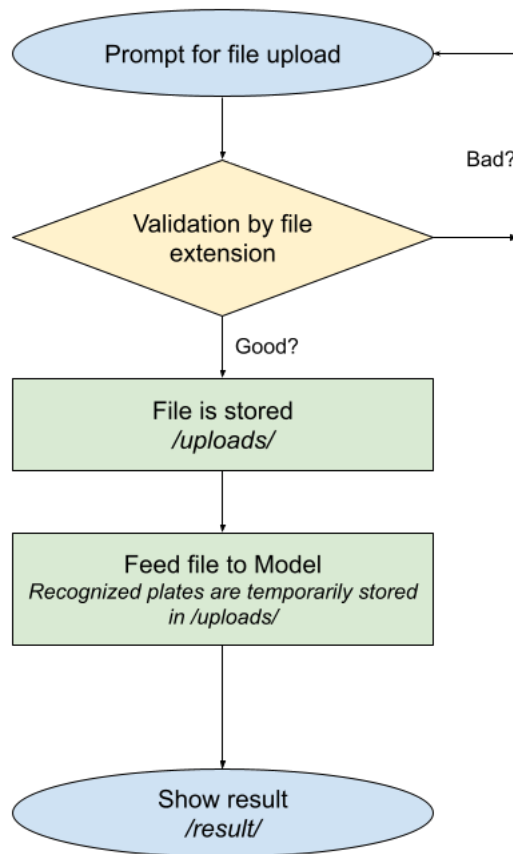 Prompt for file upload
Bad?
Validation by file
extension
Good?
File is stored
/uploads/
Feed file to Model
Recognized plates are temporarily stored
in /uploads/
Show result
/result/